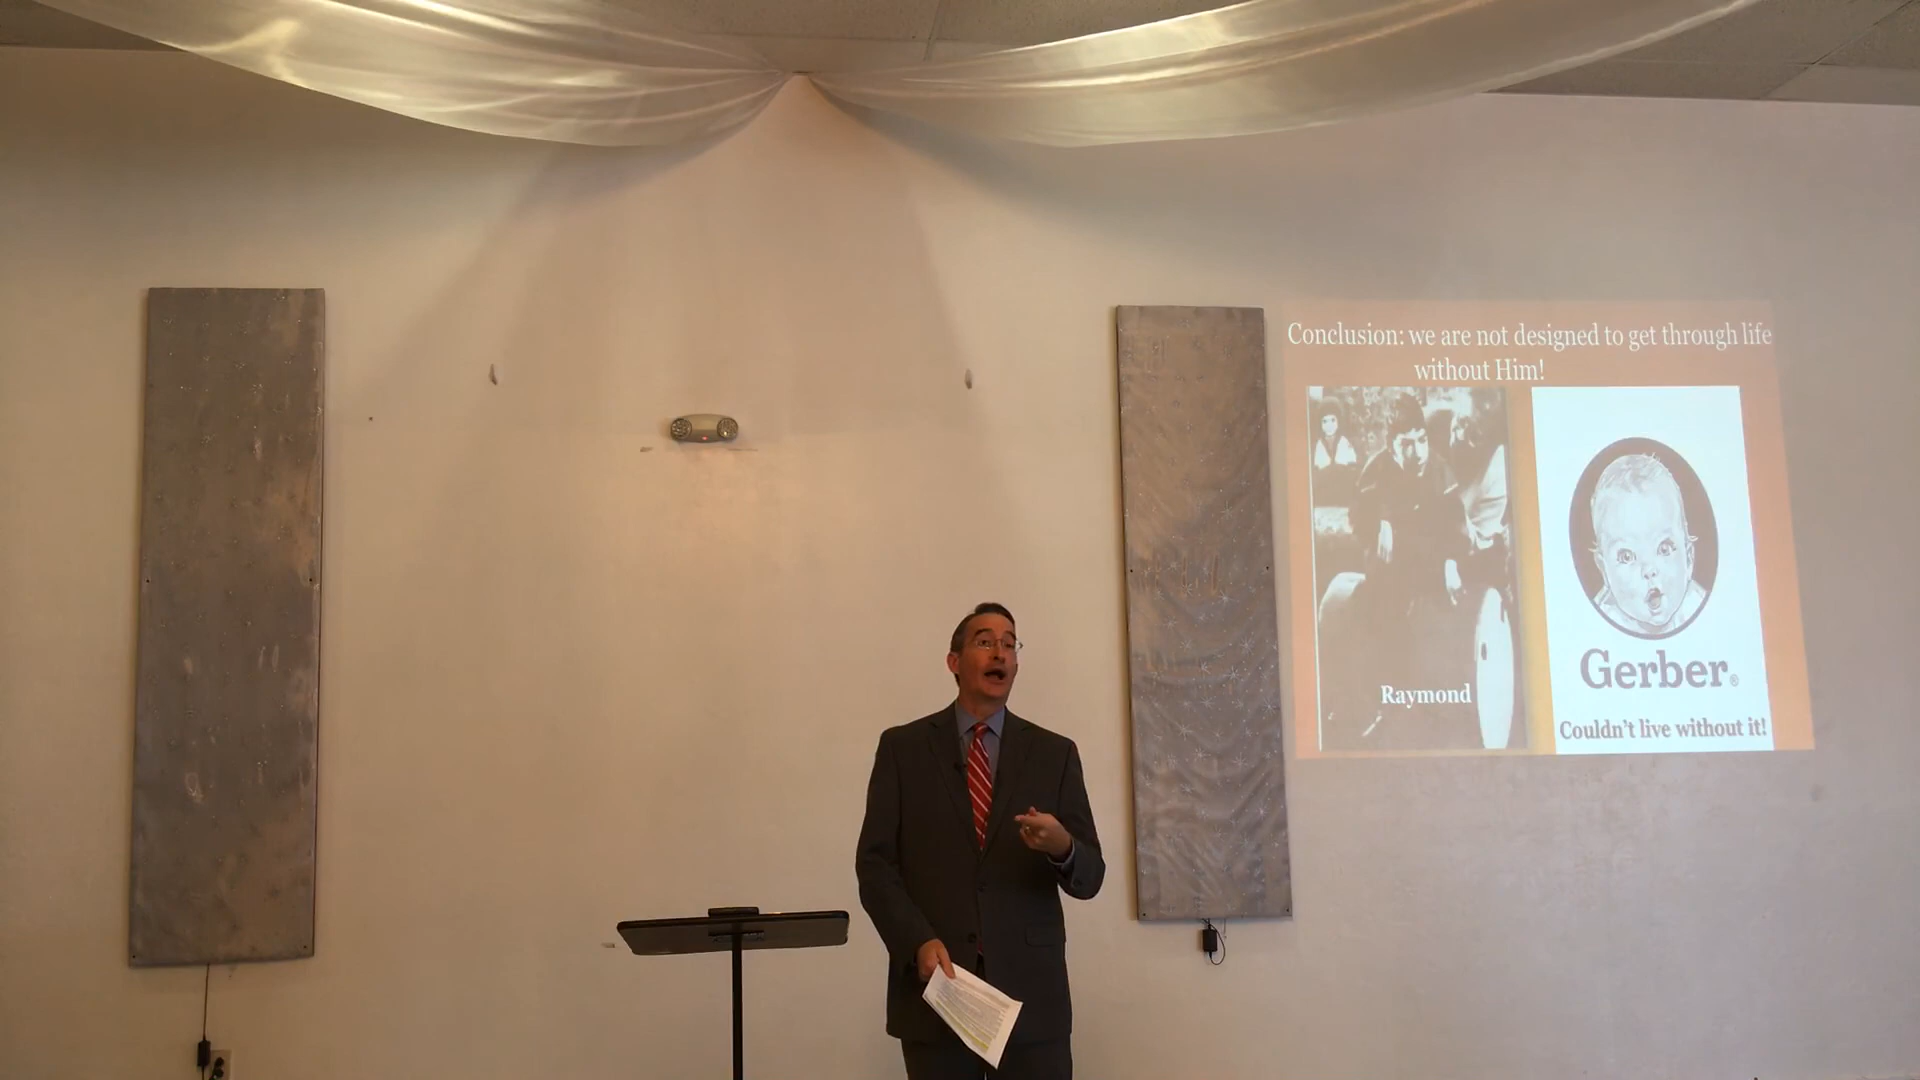 Conclusion: we are not designed to get through life
without Him!
Raymond
Gerber®
Couldn't live without it!